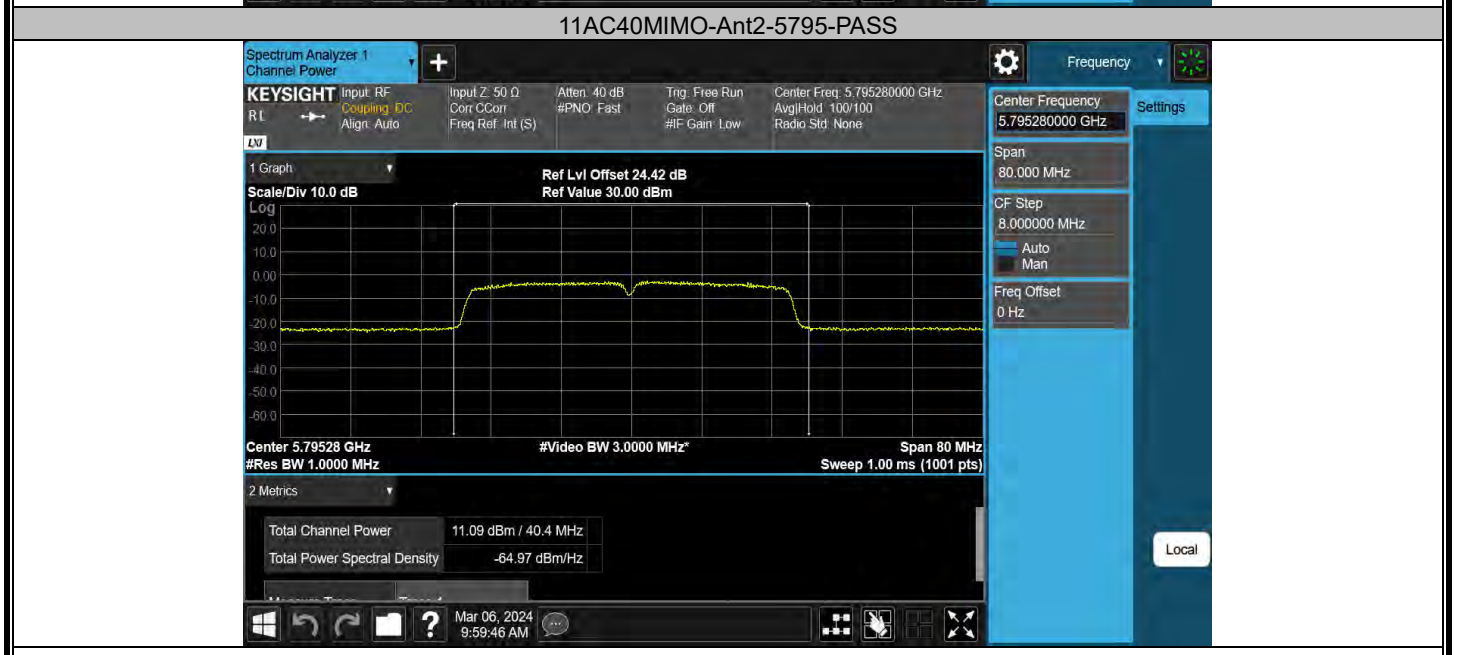 11AC40MIMO-Ant2-5795-PASS
Spectrum Analyzer 1
Channel Power
Frequency
KEYSIGHT
RL
LXI
Input: RF
Coupling: DC
Align: Auto
Input Z: 50 Ω
Corr CCorr
Freq Ref: Int (S)
Atten: 40 dB
#PNO: Fast
Trig: Free Run
Gate: Off
#IF Gain: Low
Center Freq: 5.795280000 GHz
Avg|Hold: 100/100
Radio Std: None
Center Frequency
5.795280000 GHz
Settings
Span
80.000 MHz
CF Step
8.000000 MHz
Auto
Man
Freq Offset
0 Hz
1 Graph
Ref Lvl Offset 24.42 dB
Scale/Div 10.0 dB
Ref Value 30.00 dBm
Log
20.0
10.0
0.00
-10.0
-20.0
-30.0
-40.0
-50.0
-60.0
Center 5.79528 GHz
#Video BW 3.0000 MHz*
Span 80 MHz
#Res BW 1.0000 MHz
Sweep 1.00 ms (1001 pts)
2 Metrics
Total Channel Power 11.09 dBm / 40.4 MHz
Total Power Spectral Density -64.97 dBm/Hz
Local
?
Mar 06, 2024
9:59:46 AM